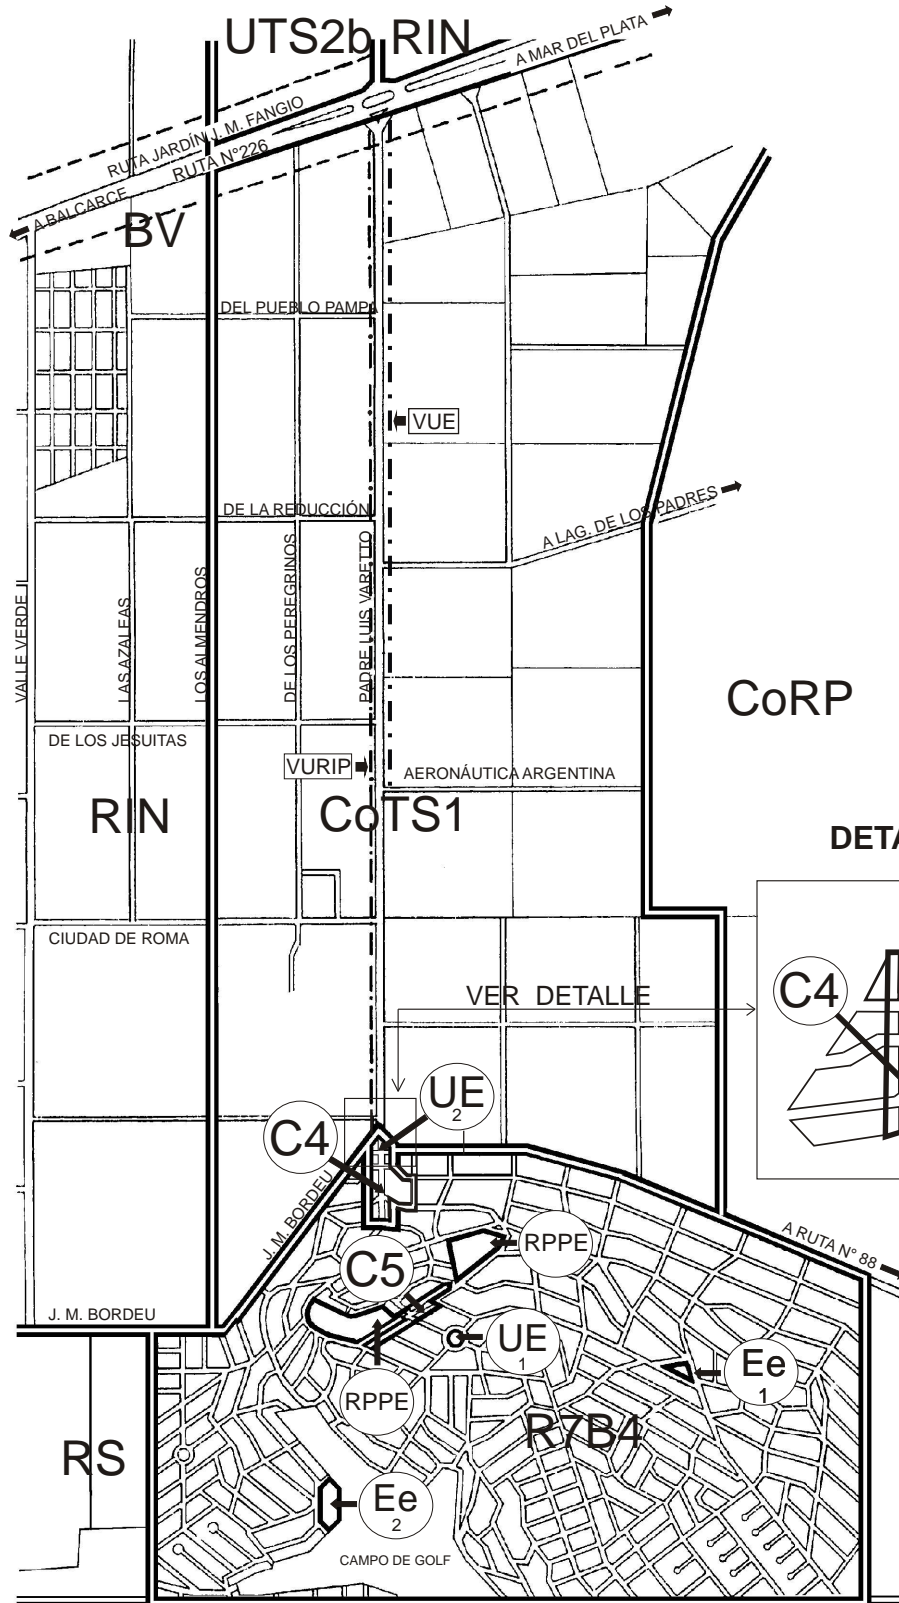 UTS2b RIN
A MAR DEL PLATA
RUTA JARDÍN J. M. FANGIO
RUTA N°226
A BALCARCE
BV
DEL PUEBLO PAMPA
VUE
DE LA REDUCCIÓN
A LAG. DE LOS PADRES
VALLE VERDE
LAS AZALEAS
LOS ALMENDROS
DE LOS PEREGRINOS
PADRE LUIS VARETTO
CoRP
DE LOS JESUITAS
VURIP
AERONÁUTICA ARGENTINA
RIN
CoTS1
DETA
CIUDAD DE ROMA
VER DETALLE
C4
UE
2
C4
J. M. BORDEU
A RUTA N° 88
RPPE
C5
J. M. BORDEU
UE
1
Ee
1
RPPE
R7B4
RS
Ee
2
CAMPO DE GOLF